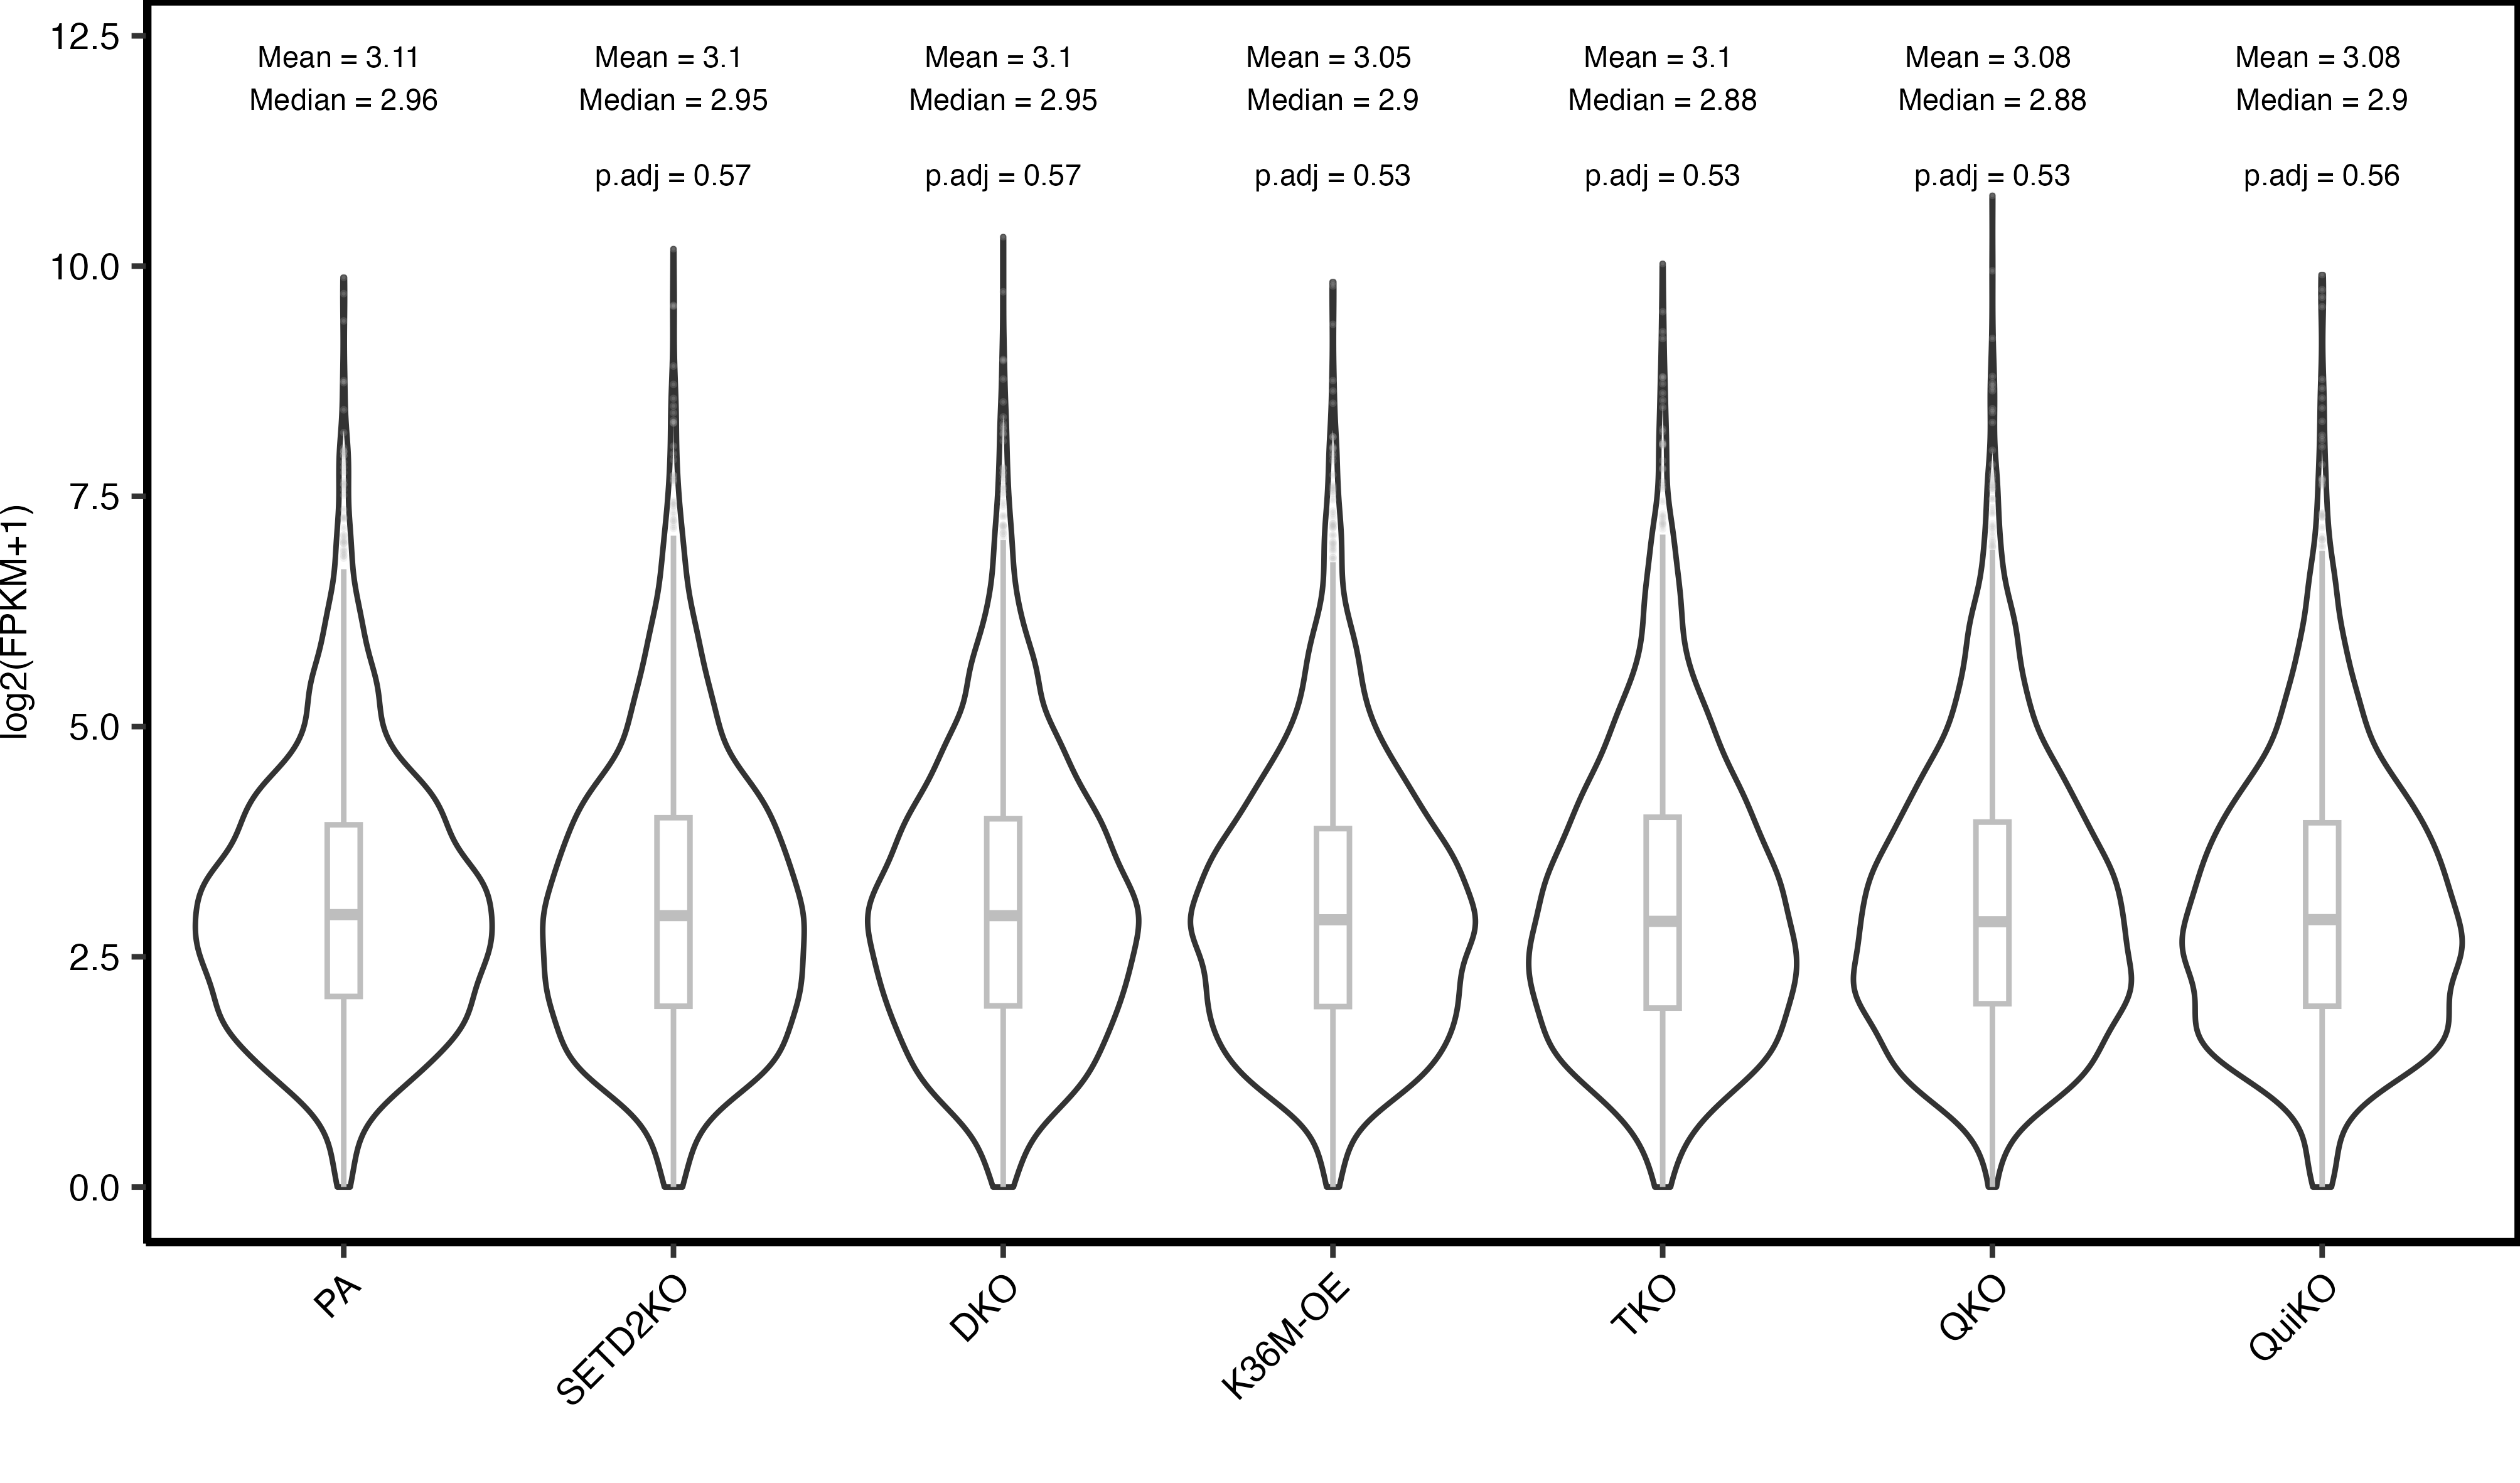 12.5
Mean = 3.11 Mean = 3.1 Mean = 3.1 Mean = 3.05 Mean = 3.1 Mean = 3.08 Mean = 3.08
Median = 2.96 Median = 2.95 Median = 2.95 Median = 2.9 Median = 2.88 Median = 2.88 Median = 2.9
p.adj = 0.57 p.adj = 0.57 p.adj = 0.53 p.adj = 0.53 p.adj = 0.53 p.adj = 0.56
10.0
7.5
log2(FPKM+1)
5.0
2.5
0.0
PA SETD2KO DKO K36M-OE TKO QKO QuiKO